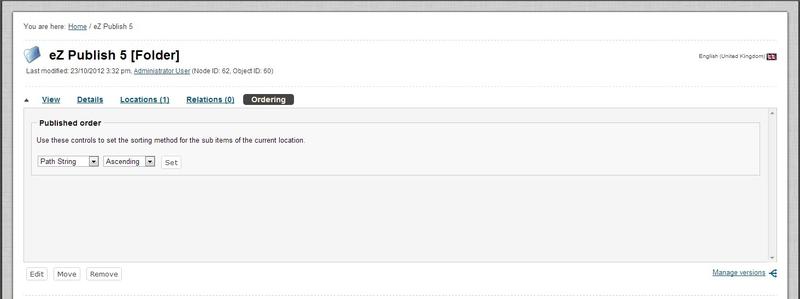 You are here: Home / eZ Publish 5
eZ Publish 5 [Folder]
English (United Kingdom)
Last modified: 23/10/2012 3:32 pm, Administrator User (Node ID: 62, Object ID: 60)
View Details Locations (1) Relations (0) Ordering
Published order
Use these controls to set the sorting method for the sub items of the current location.
Path String Ascending Set
Edit Move Remove Manage versions